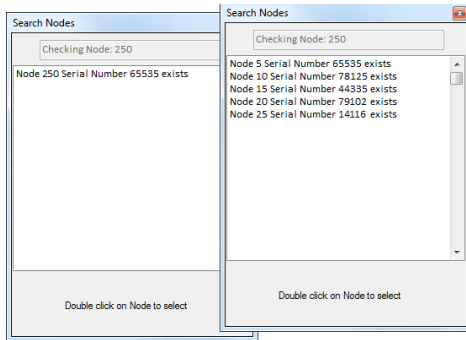 Search Nodes
Checking Node: 250
Node 250 Serial Number 65535 exists
Double click on Node to select
Search Nodes
Checking Node: 250
Node 5 Serial Number 65535 exists
Node 10 Serial Number 78125 exists
Node 15 Serial Number 44335 exists
Node 20 Serial Number 79102 exists
Node 25 Serial Number 14116 exists
Double click on Node to select